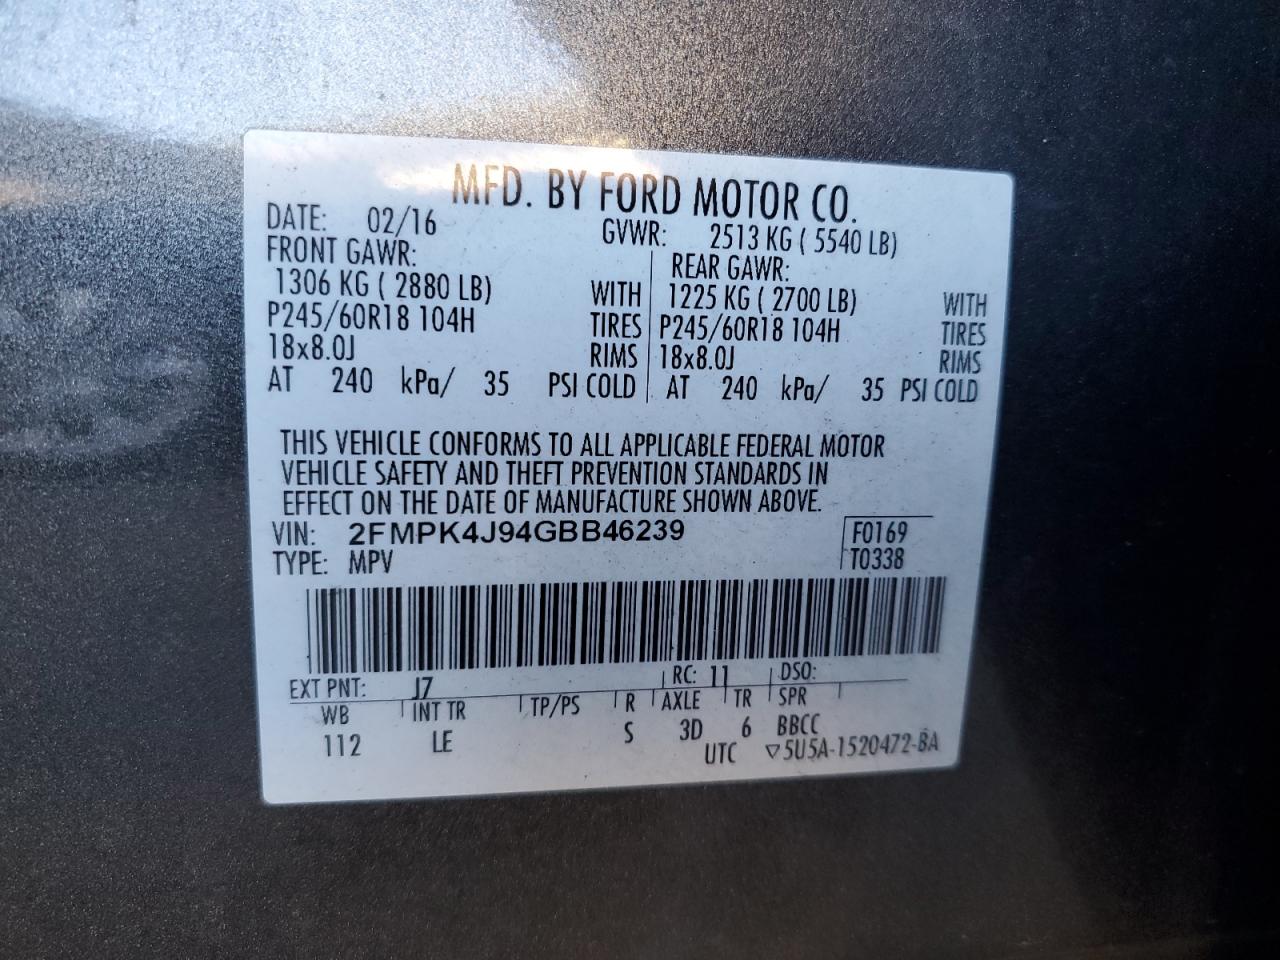 MFD. BY FORD MOTOR CO.
DATE: 02/16 GVWR: 2513 KG ( 5540 LB)
FRONT GAWR: REAR GAWR:
1306 KG ( 2880 LB) WITH 1225 KG ( 2700 LB) WITH
P245/60R18 104H TIRES P245/60R18 104H TIRES
18x8.0J RIMS 18x8.0J RIMS
AT 240 kPa/ 35 PSI COLD AT 240 kPa/ 35 PSI COLD
THIS VEHICLE CONFORMS TO ALL APPLICABLE FEDERAL MOTOR
VEHICLE SAFETY AND THEFT PREVENTION STANDARDS IN
EFFECT ON THE DATE OF MANUFACTURE SHOWN ABOVE.
VIN: 2FMPK4J94GBB46239 F0169
TYPE: MPV T0338
EXT PNT: J7 RC: 11 DSO:
WB INT TR TP/PS R AXLE TR SPR
112 LE S 3D 6 BBCC
UTC ▽5U5A-1520472-BA